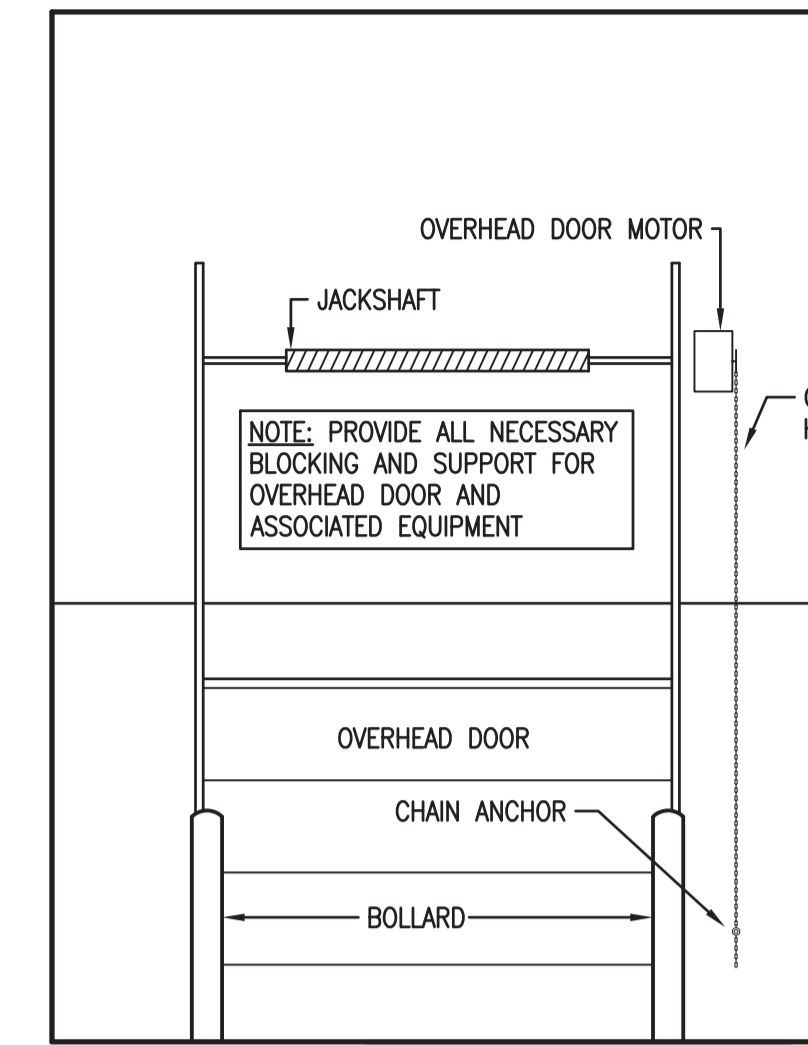 OVERHEAD DOOR MOTOR
JACKSHAFT
NOTE: PROVIDE ALL NECESSARY
BLOCKING AND SUPPORT FOR
OVERHEAD DOOR AND
ASSOCIATED EQUIPMENT
OVERHEAD DOOR
CHAIN ANCHOR
BOLLARD